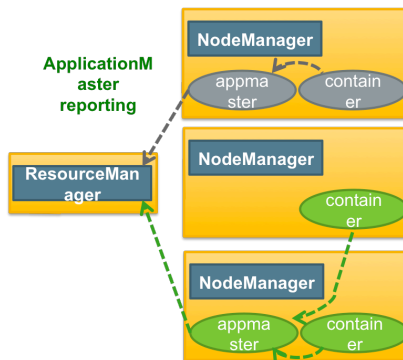 ApplicationM
aster
reporting
NodeManager
appma
ster
contain
er
ResourceMan
ager
NodeManager
contain
er
NodeManager
appma
ster
contain
er